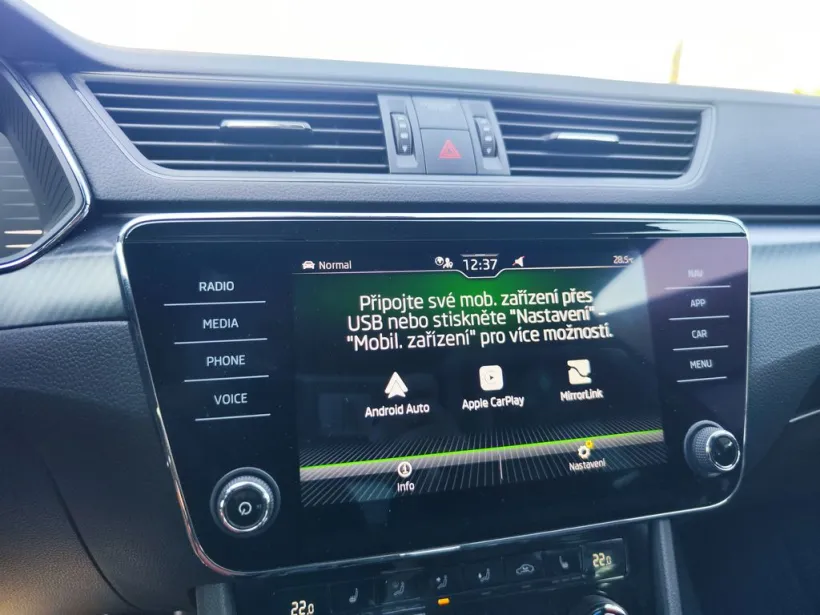 RADIO
MEDIA
PHONE
VOICE
Normal
12:37
28.5°C
Připojte své mob. zařízení přes
USB nebo stiskněte "Nastavení" -
"Mobil. zařízení" pro více možností.
Android Auto
Apple CarPlay
MirrorLink
Info
Nastavení
NAV
APP
CAR
MENU
22.0
22.0